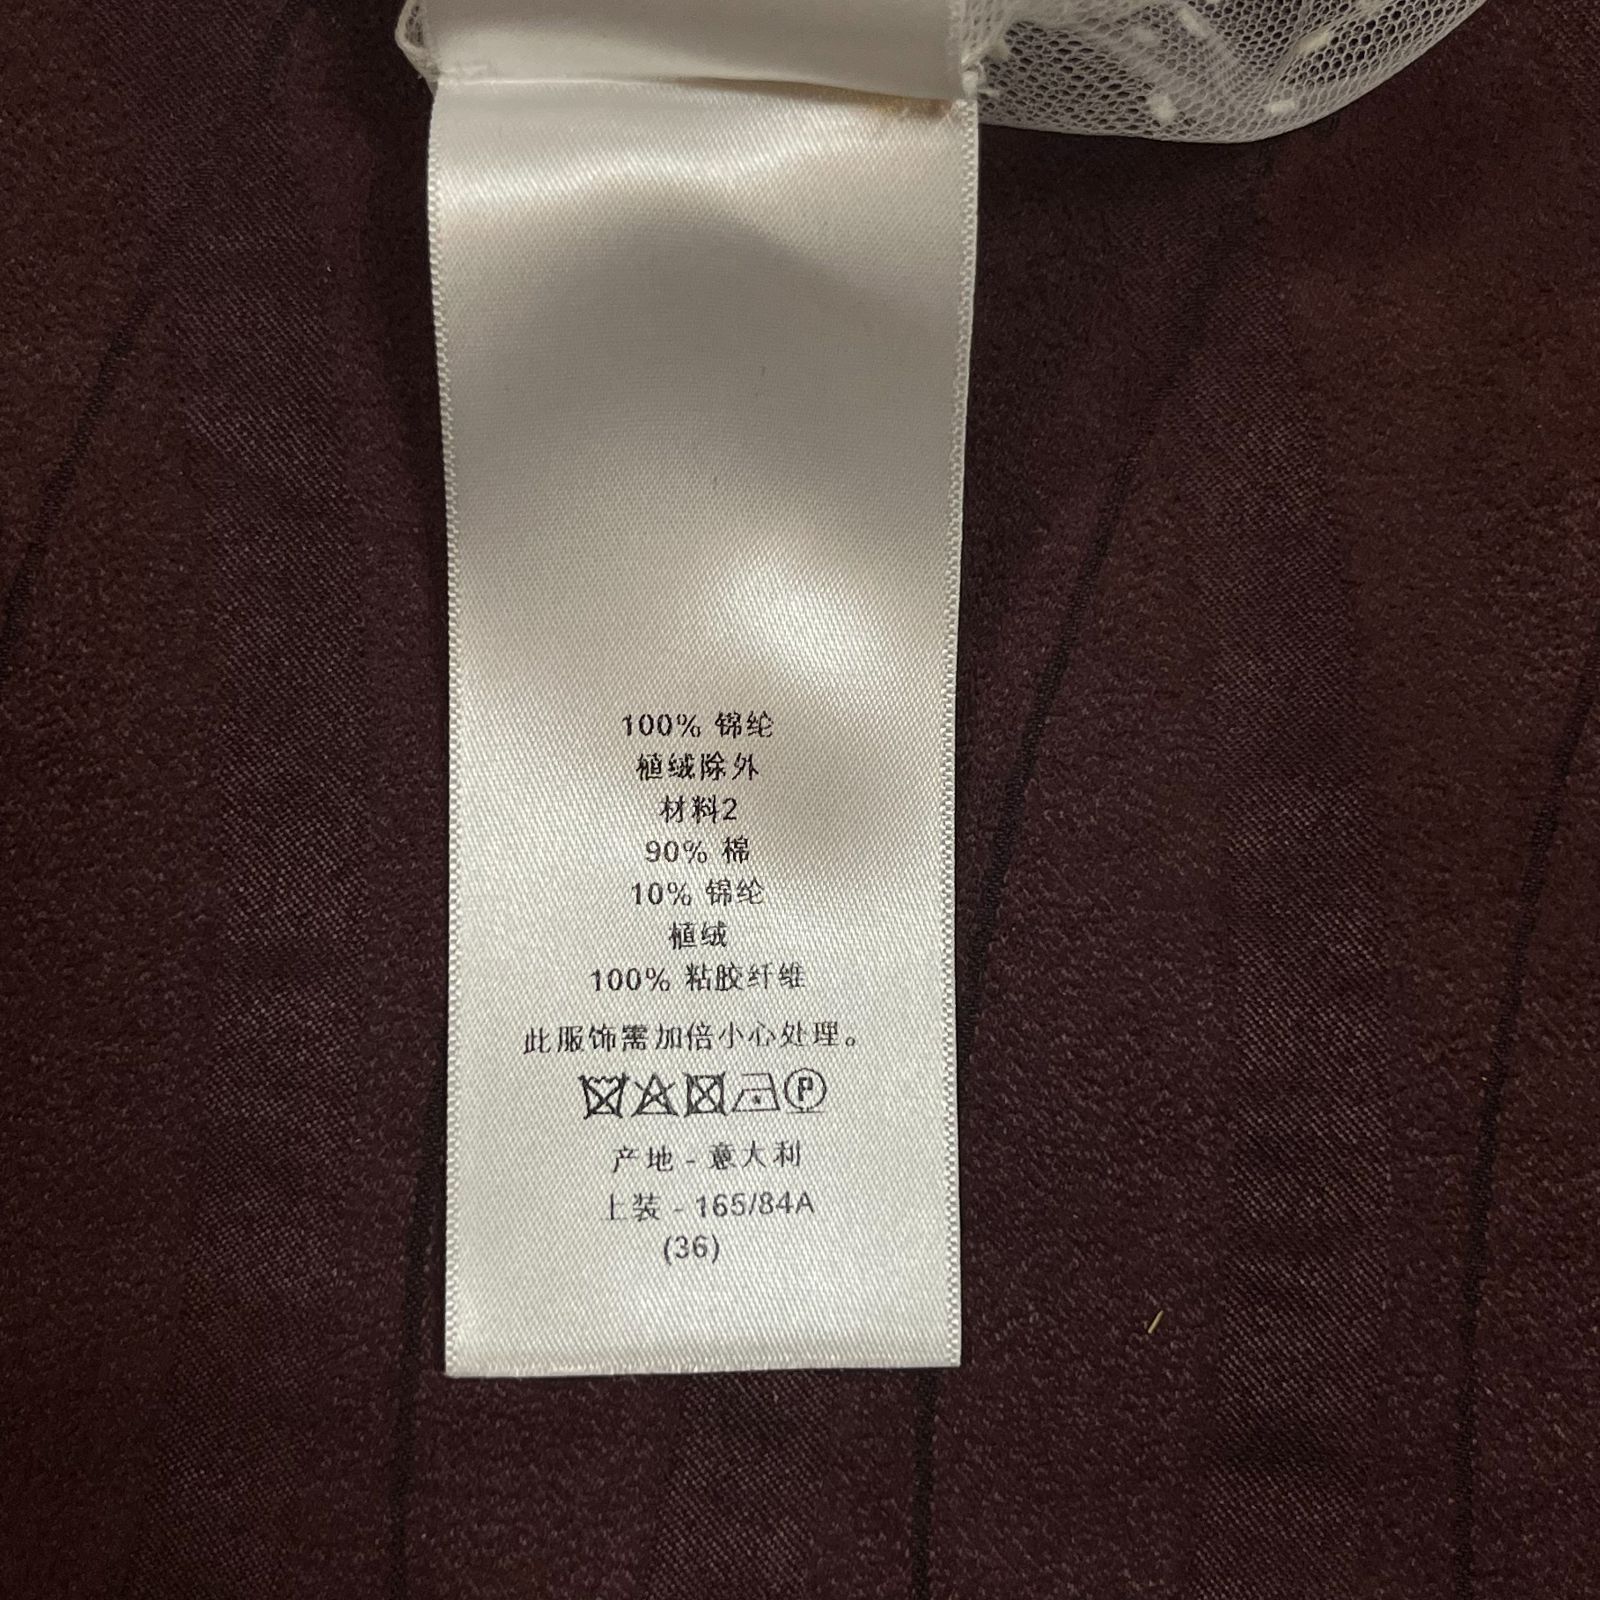 100% 锦纶
植绒除外
材料2
90% 棉
10% 锦纶
植绒
100% 粘胶纤维
此服饰需加倍小心处理。
P
产地 - 意大利
上装 - 165/84A
(36)